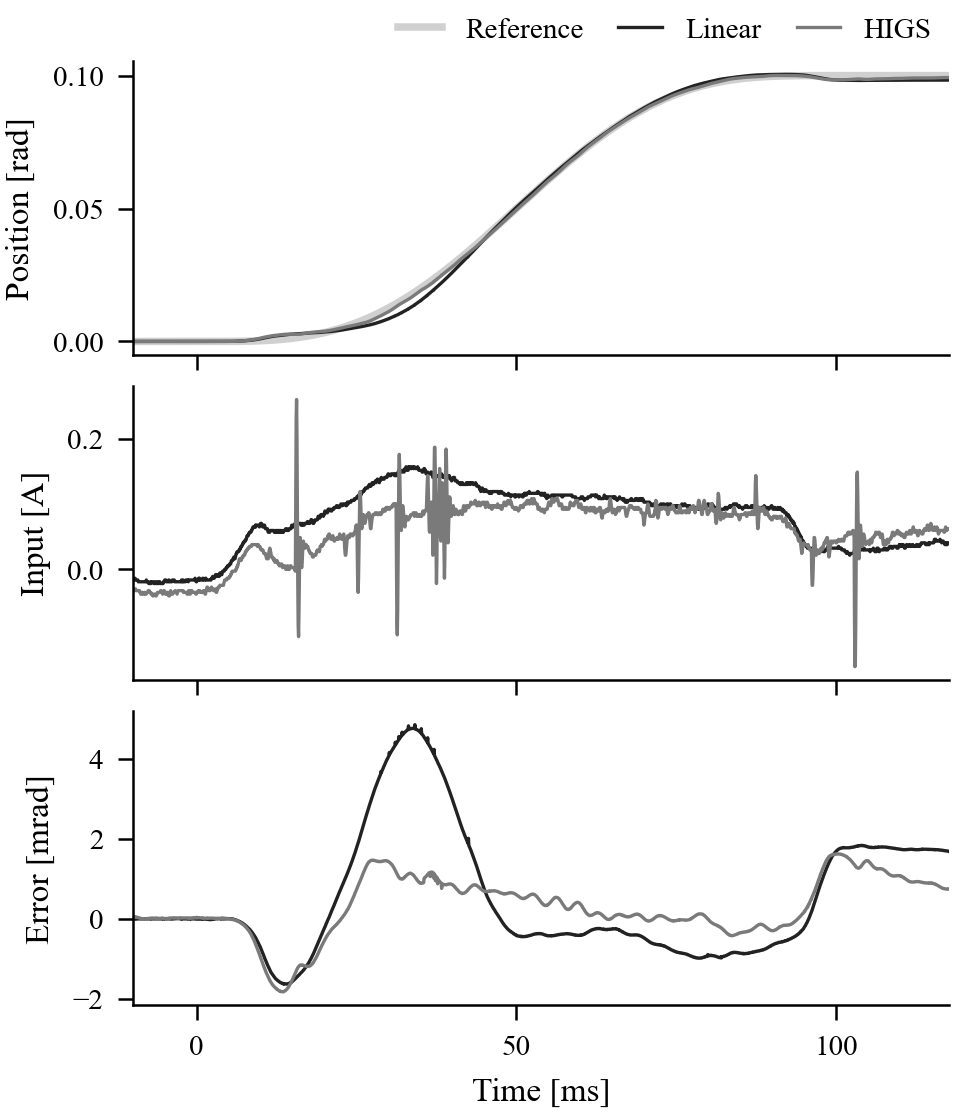 Reference Linear HIGS
0.10
0.05
0.00
Position [rad]
0.2
0.0
Input [A]
4
2
0
−2
Error [mrad]
0 50 100
Time [ms]